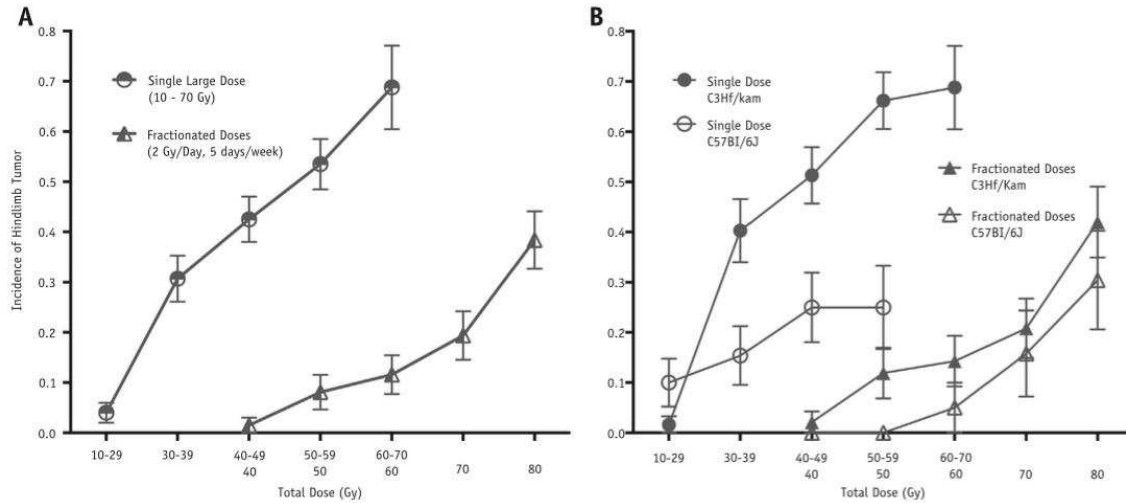 A
0.8
0.7
0.6
0.5
0.4
0.3
0.2
0.1
0.0
Incidence of Hindlimb Tumor
Single Large Dose
(10 - 70 Gy)
Fractionated Doses
(2 Gy/Day, 5 days/week)
10-29 30-39 40-49 50-59 60-70 70 80
40 50 60
Total Dose (Gy)
B
0.8
0.7
0.6
0.5
0.4
0.3
0.2
0.1
0.0
Single Dose
C3Hf/kam
Single Dose
C57BI/6J
Fractionated Doses
C3Hf/Kam
Fractionated Doses
C57BI/6J
10-29 30-39 40-49 50-59 60-70 70 80
40 50 60
Total Dose (Gy)